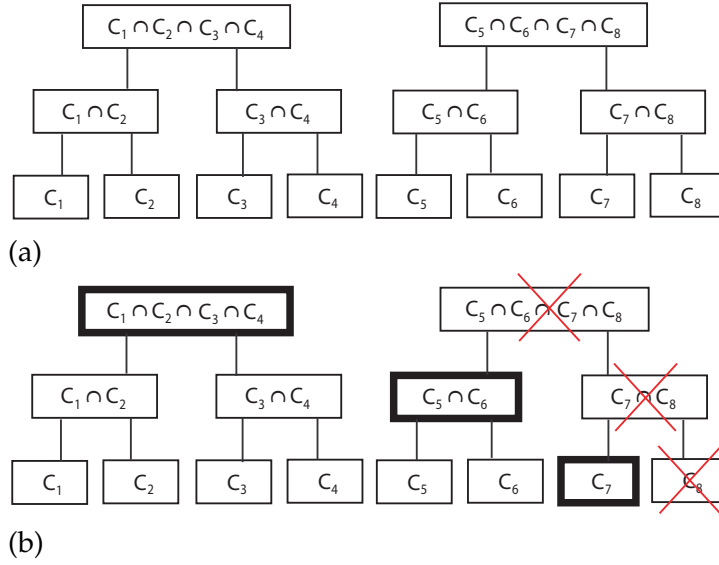 C₁ ∩ C₂ ∩ C₃ ∩ C₄ C₅ ∩ C₆ ∩ C₇ ∩ C₈
C₁ ∩ C₂ C₃ ∩ C₄ C₅ ∩ C₆ C₇ ∩ C₈
C₁ C₂ C₃ C₄ C₅ C₆ C₇ C₈
(a)
C₁ ∩ C₂ ∩ C₃ ∩ C₄ C₅ ∩ C₆ ∩ C₇ ∩ C₈
C₁ ∩ C₂ C₃ ∩ C₄ C₅ ∩ C₆ C₇ ∩ C₈
C₁ C₂ C₃ C₄ C₅ C₆ C₇ C₈
(b)